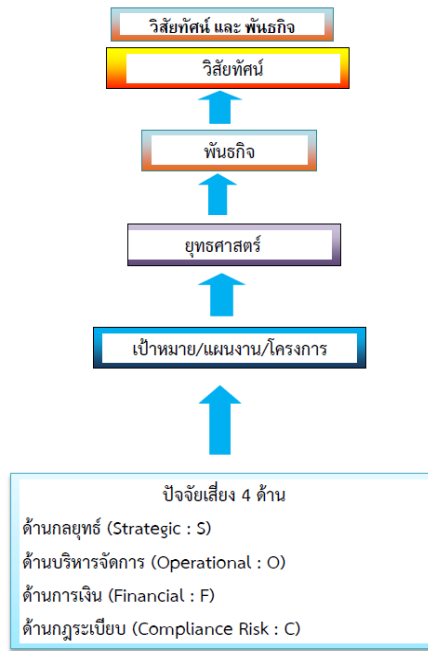 วิสัยทัศน์ และ พันธกิจ
วิสัยทัศน์
พันธกิจ
ยุทธศาสตร์
เป้าหมาย/แผนงาน/โครงการ
ปัจจัยเสี่ยง 4 ด้าน
ด้านกลยุทธ์ (Strategic : S)
ด้านบริหารจัดการ (Operational : O)
ด้านการเงิน (Financial : F)
ด้านกฎระเบียบ (Compliance Risk : C)